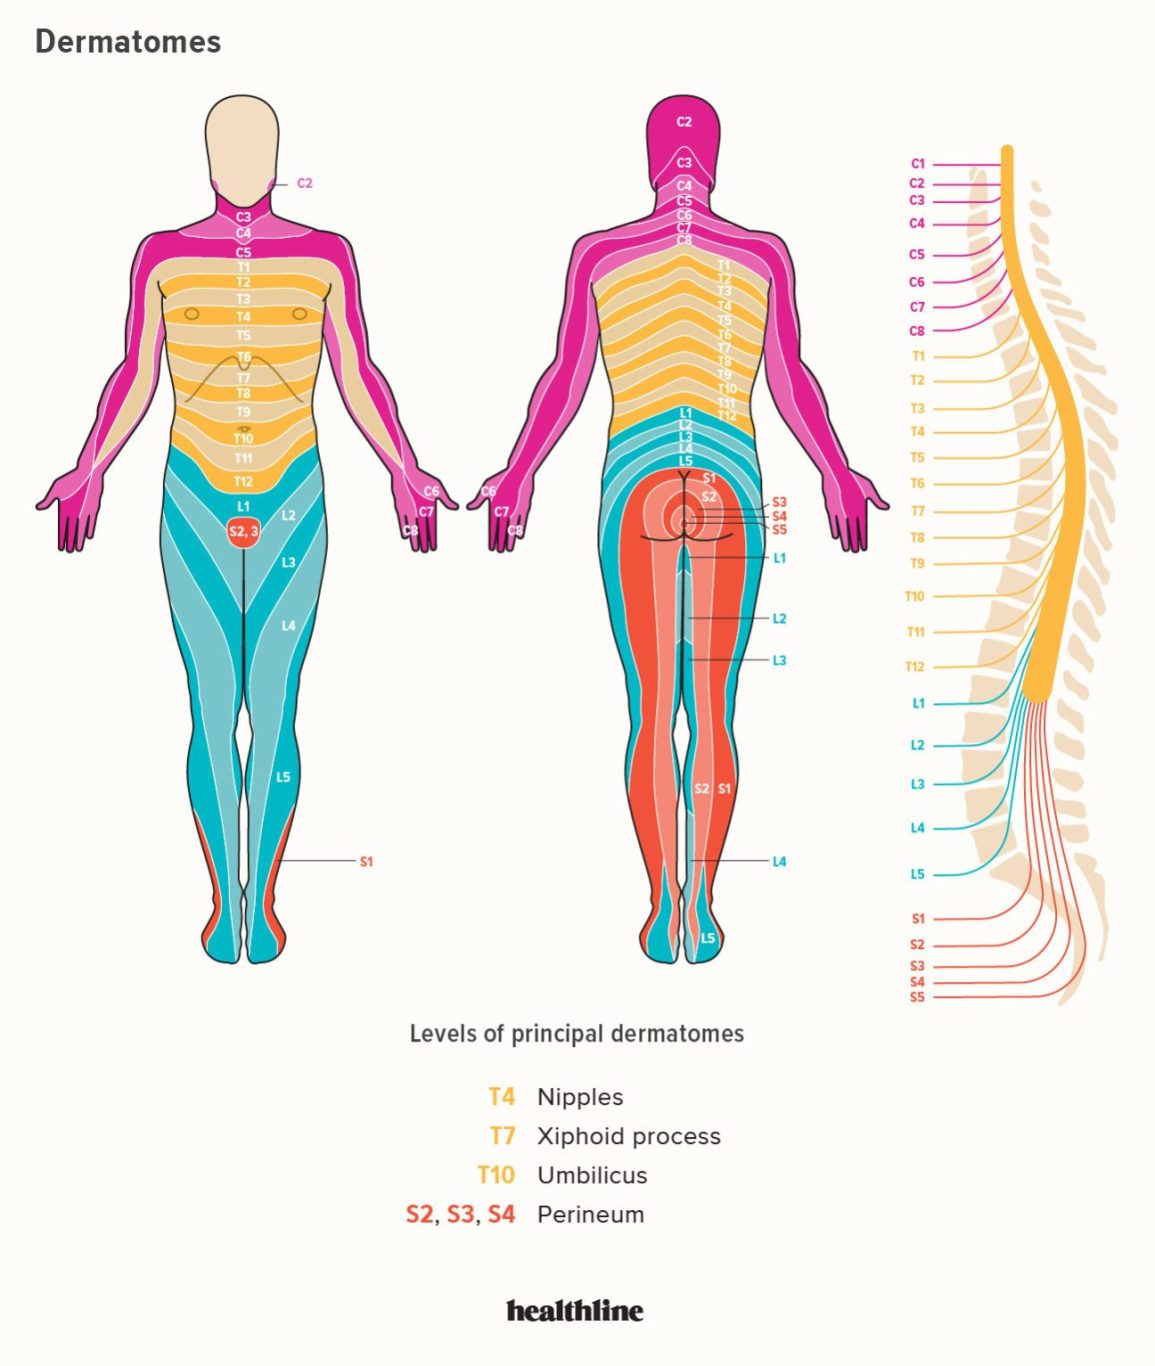 Dermatomes
C2
C3
C4
C5
T1
T2
T3
T4
T5
T6
T7
T8
T9
T10
T11
T12
L1
L2
S2, 3
L3
L4
L5
S1
C6
C7
C8
C2
C3
C4
C5
C6
C7
C8
T1
T2
T3
T4
T5
T6
T7
T8
T9
T10
T11
T12
L1
L2
L3
L4
L5
S1
S2
S3
S4
S5
C6
C7
C8
L1
L2
L3
S2 S1
L4
L5
C1
C2
C3
C4
C5
C6
C7
C8
T1
T2
T3
T4
T5
T6
T7
T8
T9
T10
T11
T12
L1
L2
L3
L4
L5
S1
S2
S3
S4
S5
Levels of principal dermatomes
T4 Nipples
T7 Xiphoid process
T10 Umbilicus
S2, S3, S4 Perineum
healthline